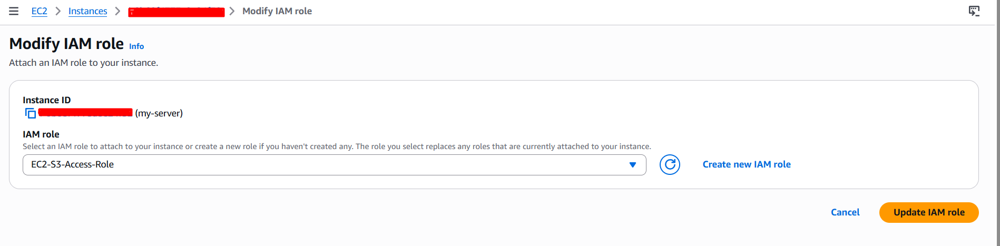 EC2 > Instances > > Modify IAM role
Modify IAM role Info
Attach an IAM role to your instance.
Instance ID
(my-server)
IAM role
Select an IAM role to attach to your instance or create a new role if you haven't created any. The role you select replaces any roles that are currently attached to your instance.
EC2-S3-Access-Role
Create new IAM role
Cancel
Update IAM role